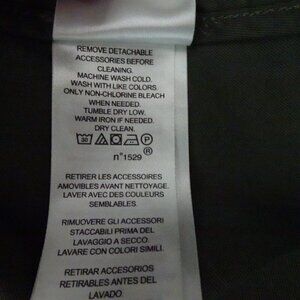 REMOVE DETACHABLE
ACCESSORIES BEFORE
CLEANING.
MACHINE WASH COLD.
WASH WITH LIKE COLORS.
ONLY NON-CHLORINE BLEACH
WHEN NEEDED.
TUMBLE DRY LOW.
WARM IRON IF NEEDED.
DRY CLEAN.
30 P
®
n°1529
RETIRER LES ACCESSOIRES
AMOVIBLES AVANT NETTOYAGE.
LAVER AVEC DES COULEURS
SEMBLABLES.
RIMUOVERE GLI ACCESSORI
STACCABILI PRIMA DEL
LAVAGGIO A SECCO.
LAVARE CON COLORI SIMILI.
RETIRAR ACCESORIOS
RETIRABLES ANTES DEL
LAVADO.